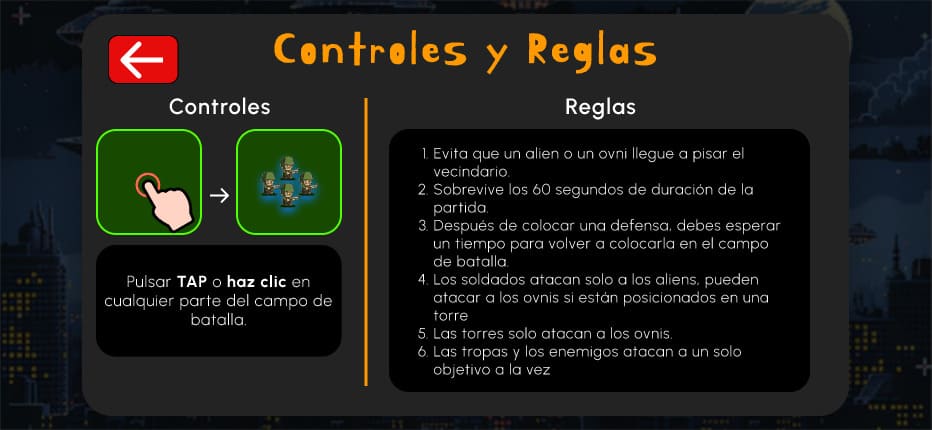 Controles y Reglas
Controles
Pulsar TAP o haz clic en
cualquier parte del campo de
batalla.
Reglas
1. Evita que un alien o un ovni llegue a pisar el
vecindario.
2. Sobrevive los 60 segundos de duración de la
partida.
3. Después de colocar una defensa, debes esperar
un tiempo para volver a colocarla en el campo
de batalla.
4. Los soldados atacan solo a los aliens, pueden
atacar a los ovnis si están posicionados en una
torre
5. Las torres solo atacan a los ovnis.
6. Las tropas y los enemigos atacan a un solo
objetivo a la vez